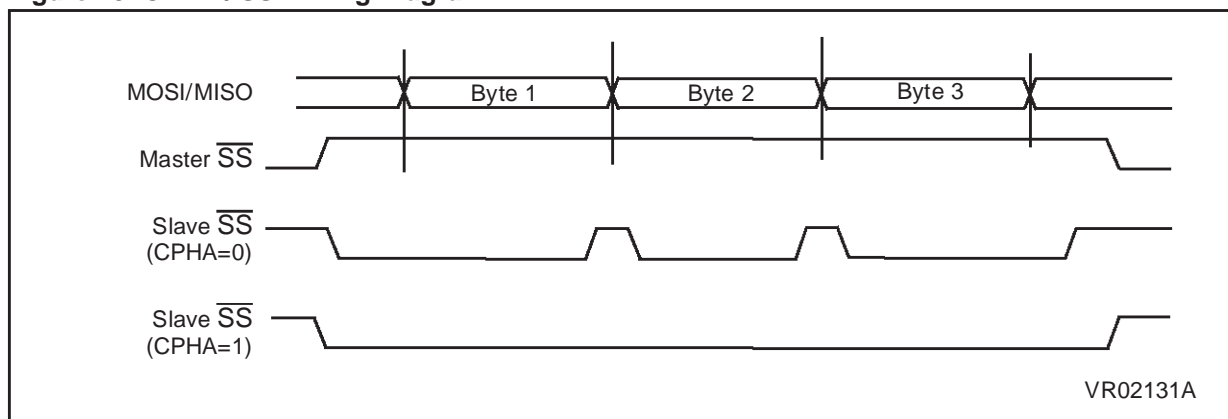 MOSI/MISO
Byte 1
Byte 2
Byte 3
Master SS
Slave SS
(CPHA=0)
Slave SS
(CPHA=1)
VR02131A